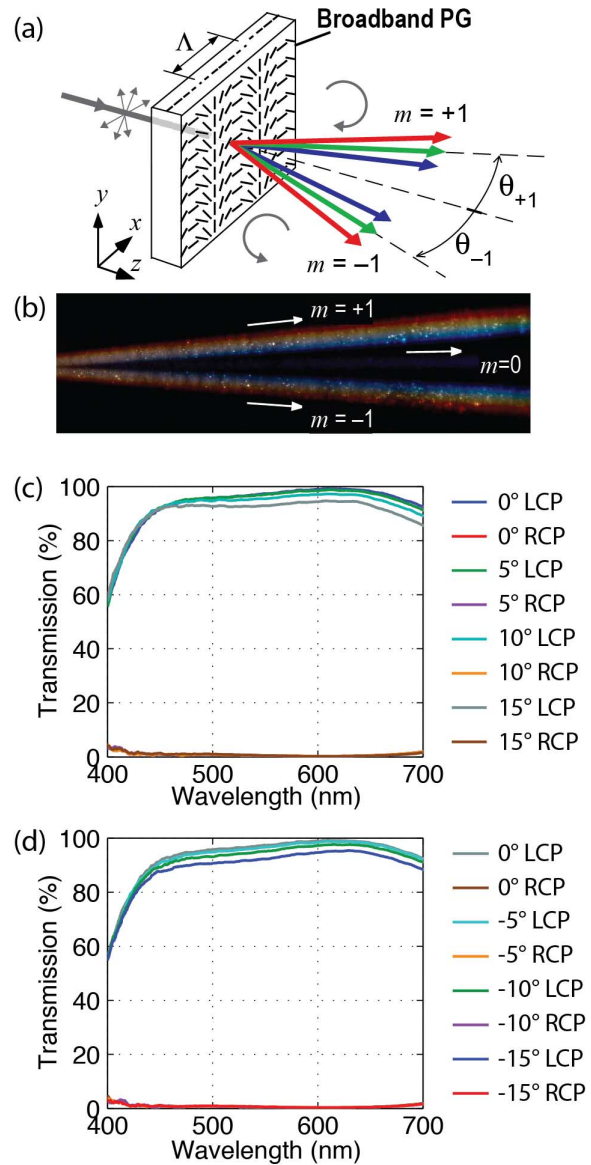 (a)
Broadband PG
Λ
m = +1
θ+1
y
x
z
θ−1
m = −1
(b)
m = +1
m=0
m = −1
(c)
100
80
60
40
20
0
400
500
600
700
Transmission (%)
Wavelength (nm)
0° LCP
0° RCP
5° LCP
5° RCP
10° LCP
10° RCP
15° LCP
15° RCP
(d)
100
80
60
40
20
0
400
500
600
700
Transmission (%)
Wavelength (nm)
0° LCP
0° RCP
-5° LCP
-5° RCP
-10° LCP
-10° RCP
-15° LCP
-15° RCP